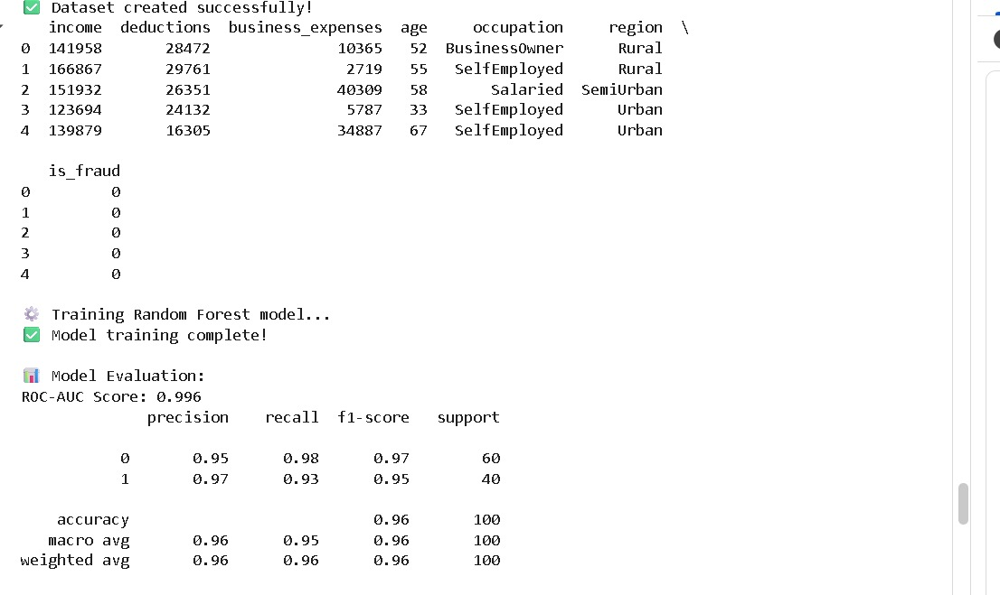 ✅ Dataset created successfully!
   income  deductions  business_expenses  age     occupation     region  \
0  141958       28472              10365   52  BusinessOwner      Rural
1  166867       29761               2719   55   SelfEmployed      Rural
2  151932       26351              40309   58       Salaried  SemiUrban
3  123694       24132               5787   33   SelfEmployed      Urban
4  139879       16305              34887   67   SelfEmployed      Urban
   is_fraud
0         0
1         0
2         0
3         0
4         0
⚙️ Training Random Forest model...
✅ Model training complete!
📊 Model Evaluation:
ROC-AUC Score: 0.996
              precision    recall  f1-score   support
           0       0.95      0.98      0.97        60
           1       0.97      0.93      0.95        40
    accuracy                           0.96       100
   macro avg       0.96      0.95      0.96       100
weighted avg       0.96      0.96      0.96       100